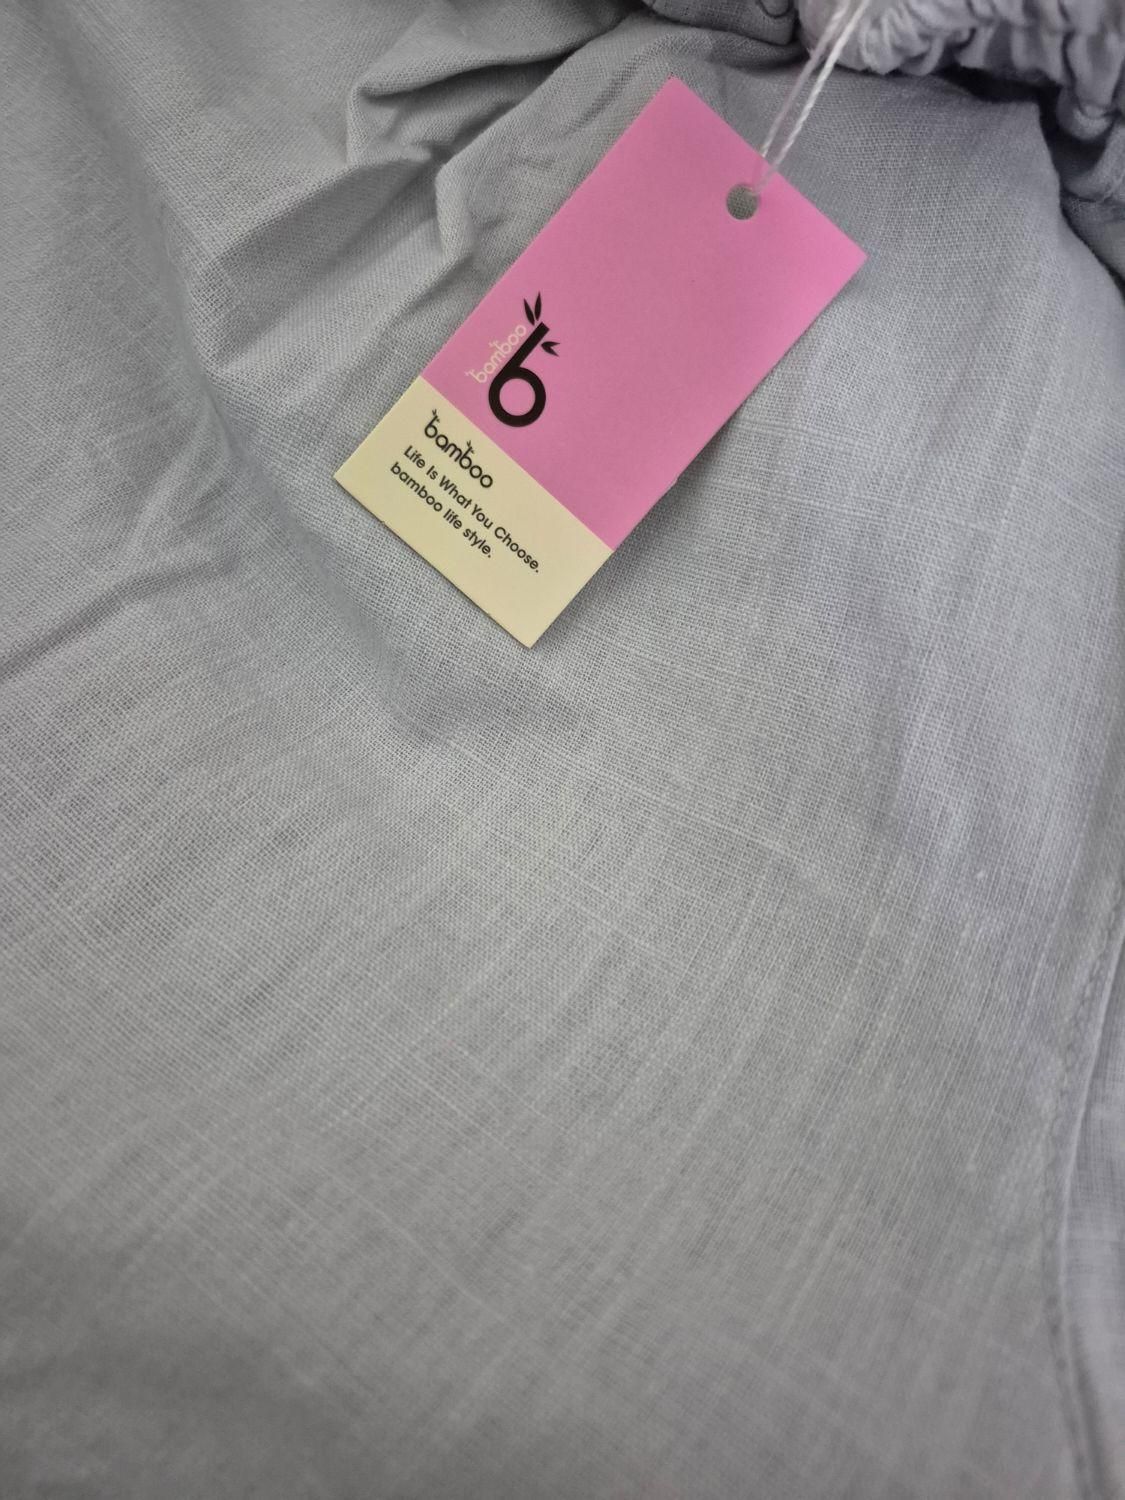 bamboo
b
bamboo
Life Is What You Choose.
bamboo life style.